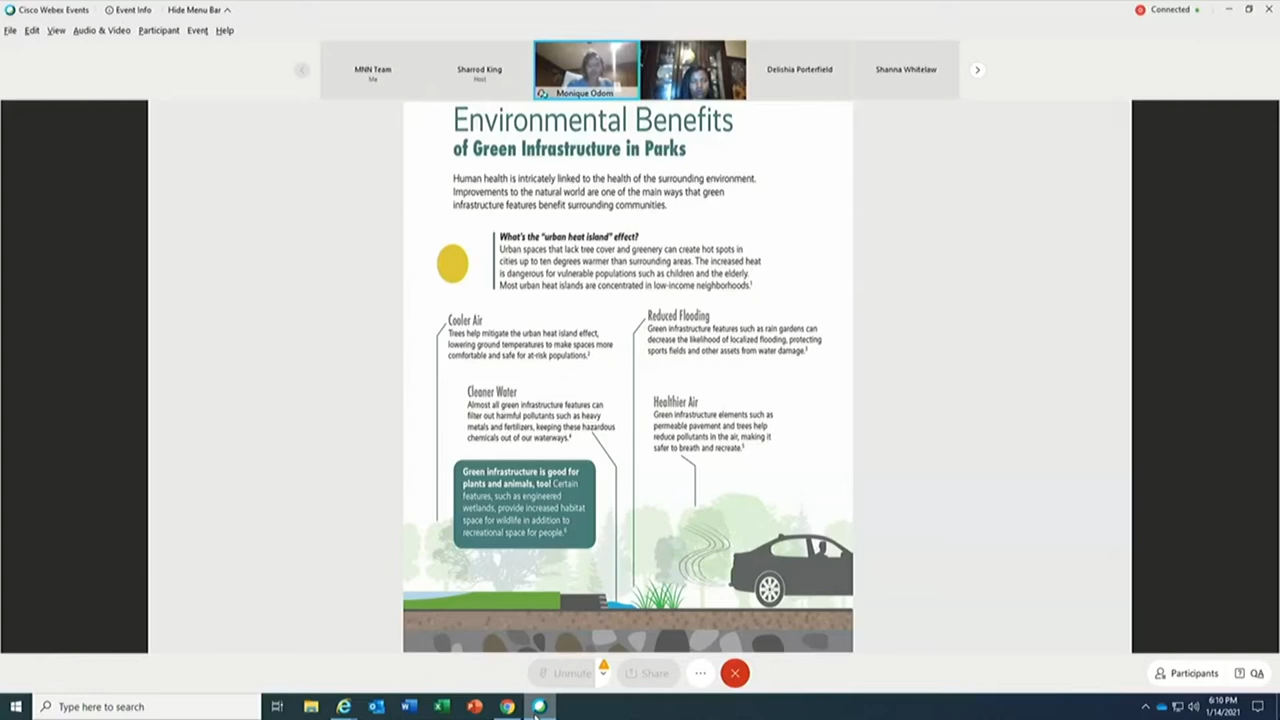 Cisco Webex Events
Event Info
Hide Menu Bar
Connected
File Edit View Audio & Video Participant Event Help
MNN Team
Me
Sharrod King
Host
Monique Odom
Delishia Porterfield
Shanna Whitelaw
Environmental Benefits
of Green Infrastructure in Parks
Human health is intricately linked to the health of the surrounding environment.
Improvements to the natural world are one of the main ways that green
infrastructure features benefit surrounding communities.
What's the "urban heat island" effect?
Urban spaces that lack tree cover and greenery can create hot spots in
cities up to ten degrees warmer than surrounding areas. The increased heat
is dangerous for vulnerable populations such as children and the elderly.
Most urban heat islands are concentrated in low-income neighborhoods.¹
Cooler Air
Trees help mitigate the urban heat island effect,
lowering ground temperatures to make spaces more
comfortable and safe for at-risk populations.²
Reduced Flooding
Green infrastructure features such as rain gardens can
decrease the likelihood of localized flooding, protecting
sports fields and other assets from water damage.³
Cleaner Water
Almost all green infrastructure features can
filter out harmful pollutants such as heavy
metals and fertilizers, keeping these hazardous
chemicals out of our waterways.⁴
Healthier Air
Green infrastructure elements such as
permeable pavement and trees help
reduce pollutants in the air, making it
safer to breath and recreate.⁵
Green infrastructure is good for
plants and animals, too! Certain
features, such as engineered
wetlands, provide increased habitat
space for wildlife in addition to
recreational space for people.⁶
Unmute
Share
Participants
Q&A
Type here to search
6:10 PM
1/14/2021